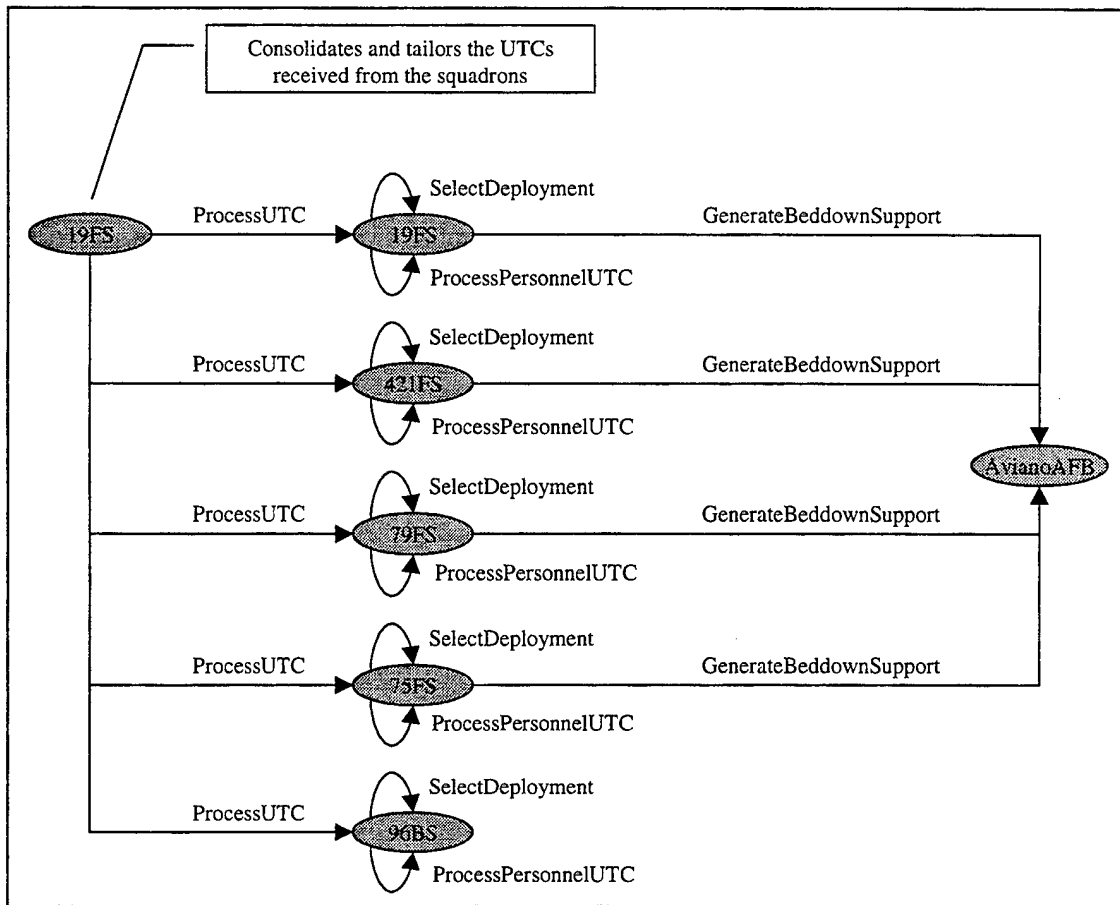 Consolidates and tailors the UTCs
received from the squadrons
SelectDeployment
ProcessUTC
GenerateBeddownSupport
19FS
19FS
ProcessPersonnelUTC
SelectDeployment
ProcessUTC
GenerateBeddownSupport
421FS
ProcessPersonnelUTC
AvianoAFB
SelectDeployment
ProcessUTC
GenerateBeddownSupport
79FS
ProcessPersonnelUTC
SelectDeployment
ProcessUTC
GenerateBeddownSupport
75FS
ProcessPersonnelUTC
SelectDeployment
ProcessUTC
96BS
ProcessPersonnelUTC